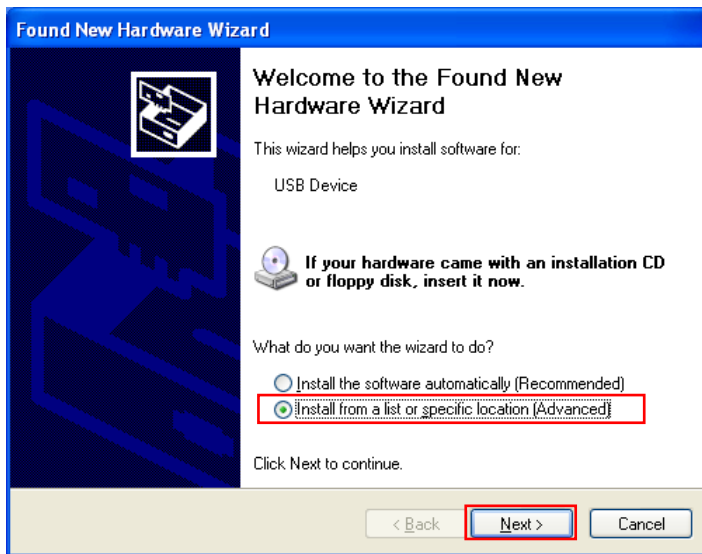 Found New Hardware Wizard
Welcome to the Found New
Hardware Wizard
This wizard helps you install software for:
USB Device
If your hardware came with an installation CD
or floppy disk, insert it now.
What do you want the wizard to do?
Install the software automatically (Recommended)
Install from a list or specific location (Advanced)
Click Next to continue.
< Back Next > Cancel